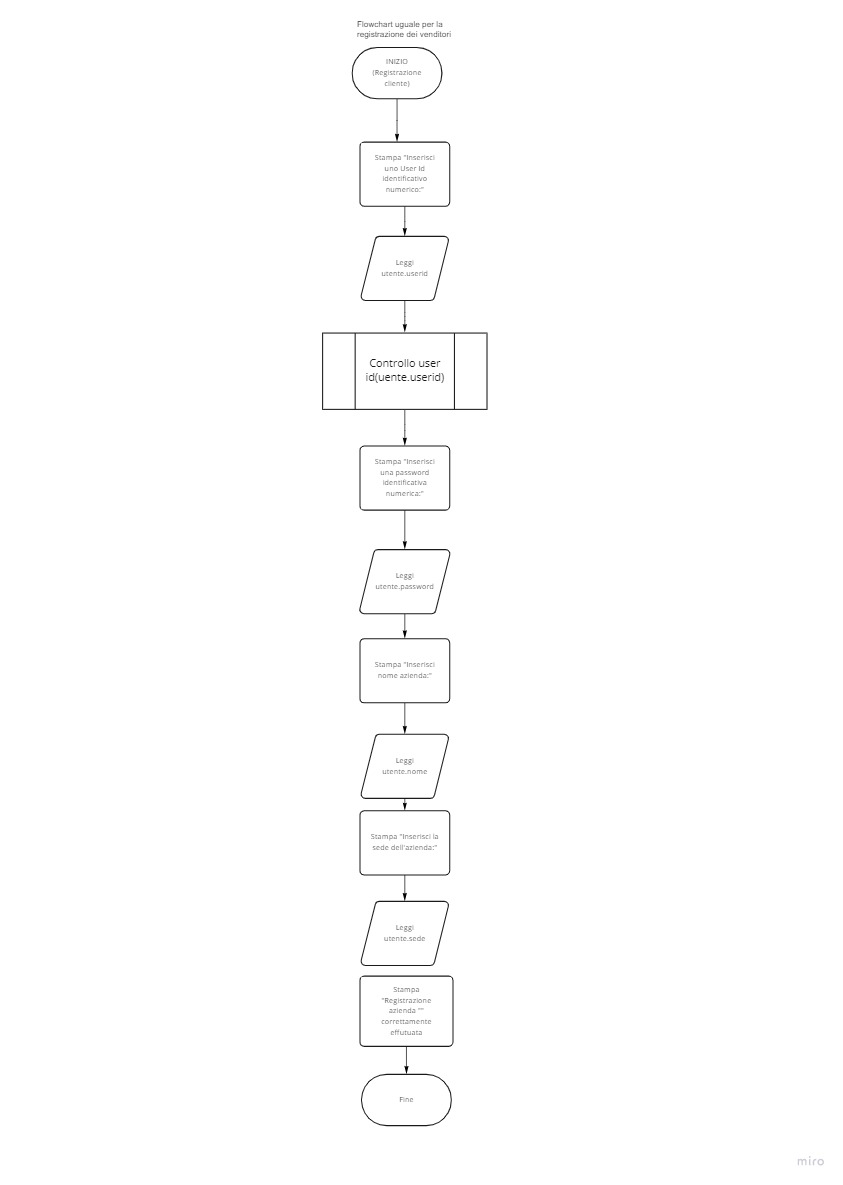 Flowchart uguale per la
registrazione dei venditori
INIZIO
(Registrazione
cliente)
Stampa "Inserisci
uno User Id
identificativo
numerico:"
Leggi
utente.userid
Controllo user
id(uente.userid)
Stampa "Inserisci
una password
identificativa
numerica:"
Leggi
utente.password
Stampa "Inserisci
nome azienda:"
Leggi
utente.nome
Stampa "Inserisci la
sede dell'azienda:"
Leggi
utente.sede
Stampa
"Registrazione
azienda ""
correttamente
effutuata
Fine
miro